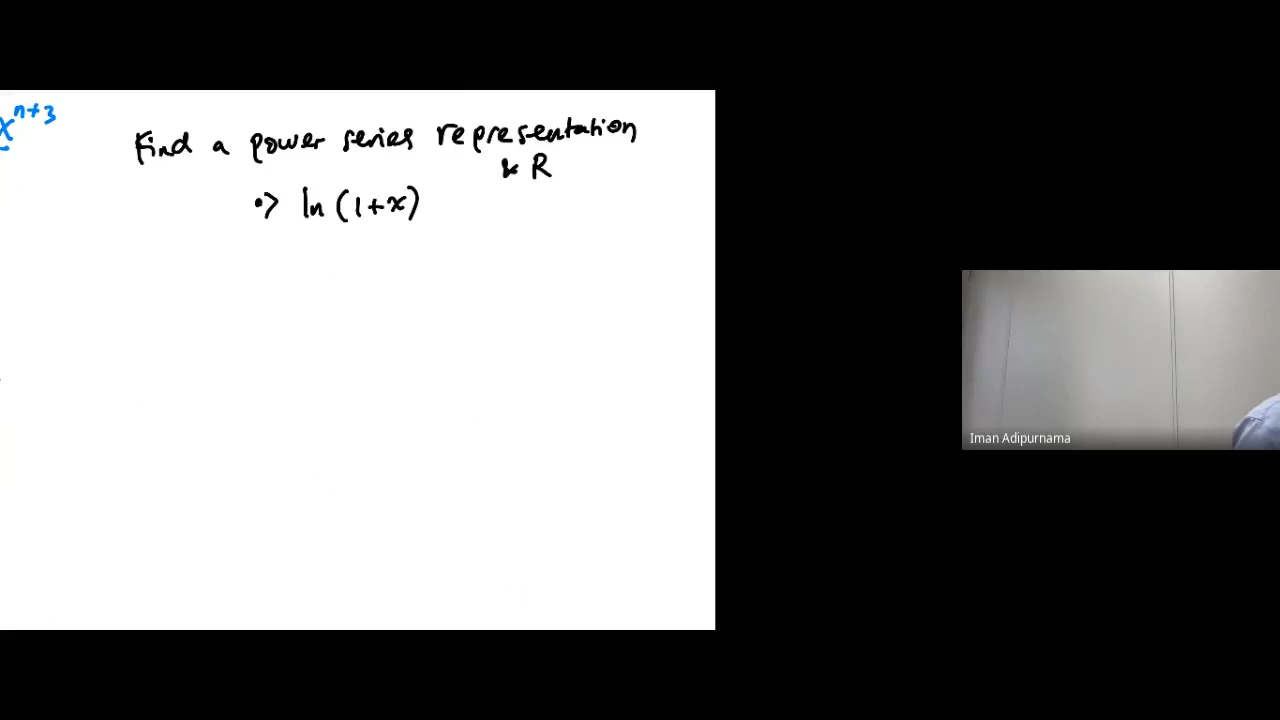 x^{n+3}
Find a power series representation
& R
•> ln (1+x)
Iman Adipurnama